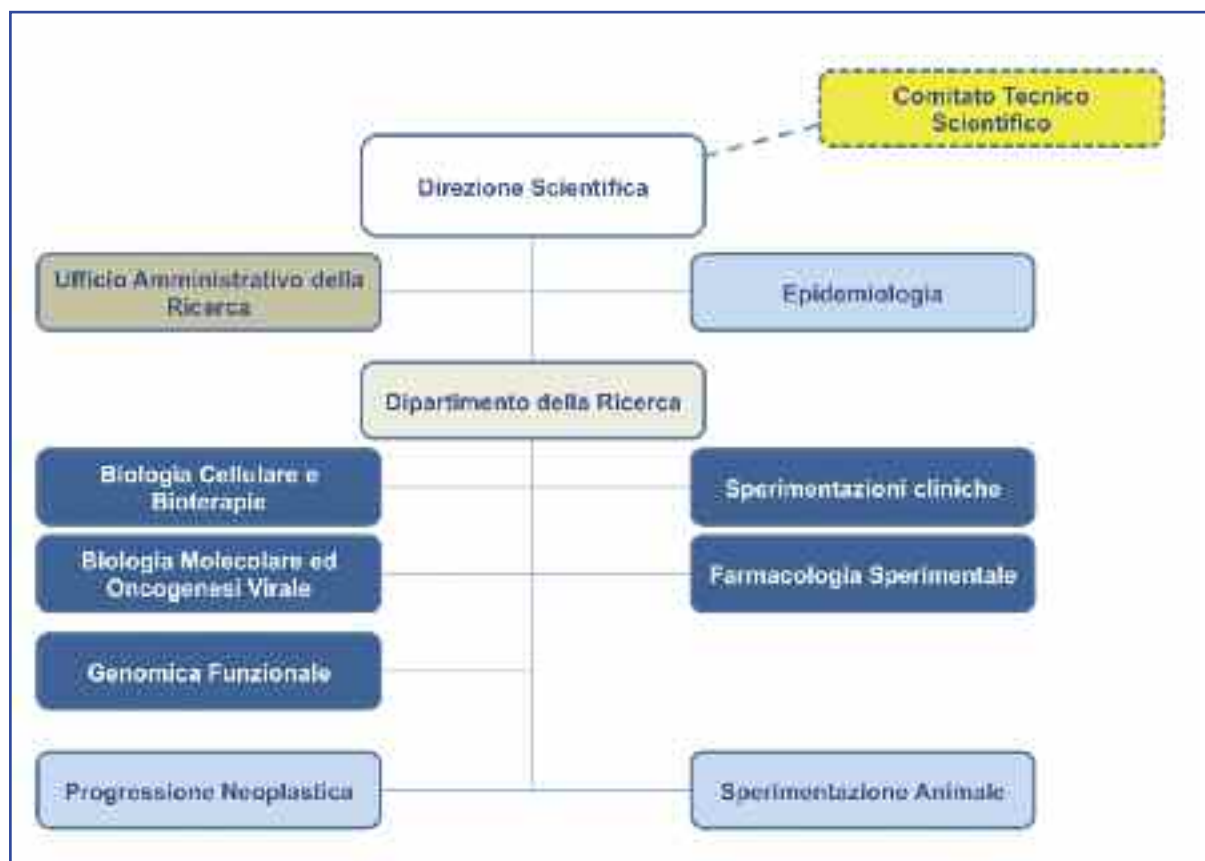 Comitato Tecnico
Scientifico
Direzione Scientifica
Ufficio Amministrativo della
Ricerca
Epidemiologia
Dipartimento della Ricerca
Biologia Cellulare e
Bioterapie
Sperimentazioni cliniche
Biologia Molecolare ed
Oncogenesi Virale
Farmacologia Sperimentale
Genomica Funzionale
Progressione Neoplastica
Sperimentazione Animale